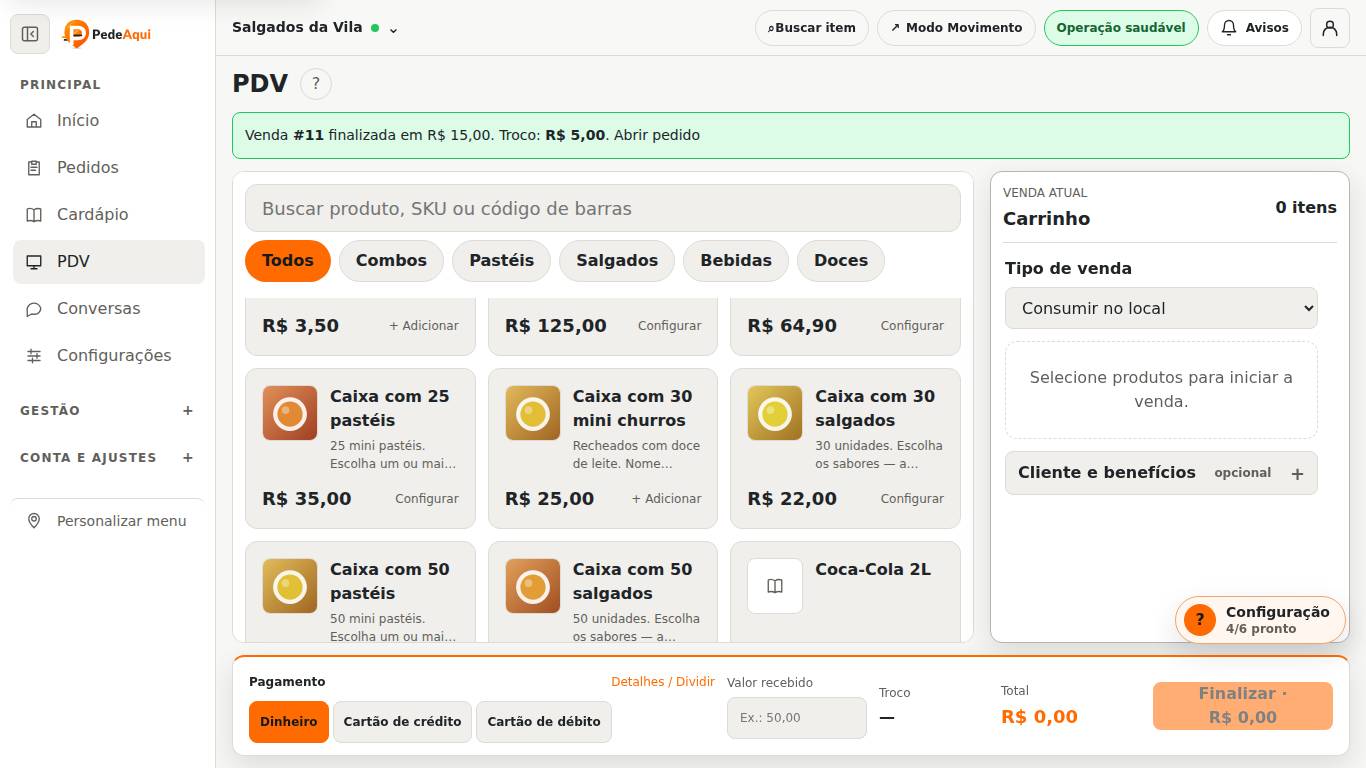 PedeAqui
Salgados da Vila
Buscar item
↗ Modo Movimento
Operação saudável
Avisos
PRINCIPAL
Início
Pedidos
Cardápio
PDV
Conversas
Configurações
GESTÃO +
CONTA E AJUSTES +
Personalizar menu
PDV ?
Venda #11 finalizada em R$ 15,00. Troco: R$ 5,00. Abrir pedido
Buscar produto, SKU ou código de barras
Todos Combos Pastéis Salgados Bebidas Doces
R$ 3,50 + Adicionar
R$ 125,00 Configurar
R$ 64,90 Configurar
Caixa com 25
pastéis
25 mini pastéis.
Escolha um ou mai...
R$ 35,00 Configurar
Caixa com 30
mini churros
Recheados com doce
de leite. Nome...
R$ 25,00 + Adicionar
Caixa com 30
salgados
30 unidades. Escolha
os sabores — a...
R$ 22,00 Configurar
Caixa com 50
pastéis
50 mini pastéis.
Escolha um ou mai...
Caixa com 50
salgados
50 unidades. Escolha
os sabores — a...
Coca-Cola 2L
VENDA ATUAL
Carrinho
0 itens
Tipo de venda
Consumir no local
Selecione produtos para iniciar a
venda.
Cliente e benefícios opcional +
? Configuração
4/6 pronto
Pagamento
Detalhes / Dividir
Dinheiro Cartão de crédito Cartão de débito
Valor recebido
Ex.: 50,00
Troco
—
Total
R$ 0,00
Finalizar ·
R$ 0,00